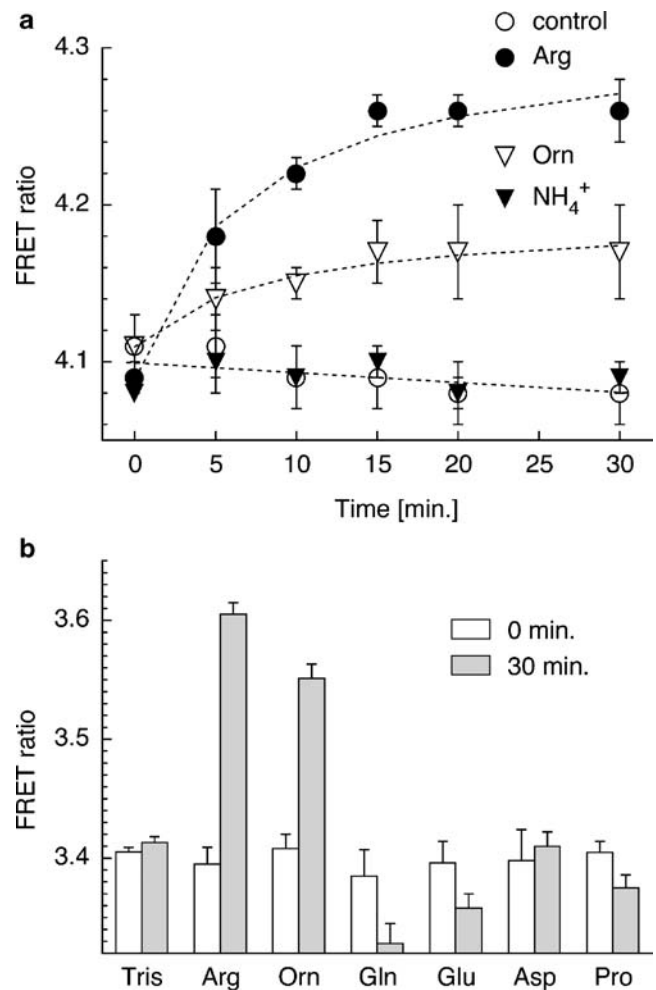 a
control
Arg
Orn
NH₄⁺
4.3
4.2
4.1
FRET ratio
0 5 10 15 20 25 30
Time [min.]
b
0 min.
30 min.
3.6
3.5
3.4
FRET ratio
Tris Arg Orn Gln Glu Asp Pro